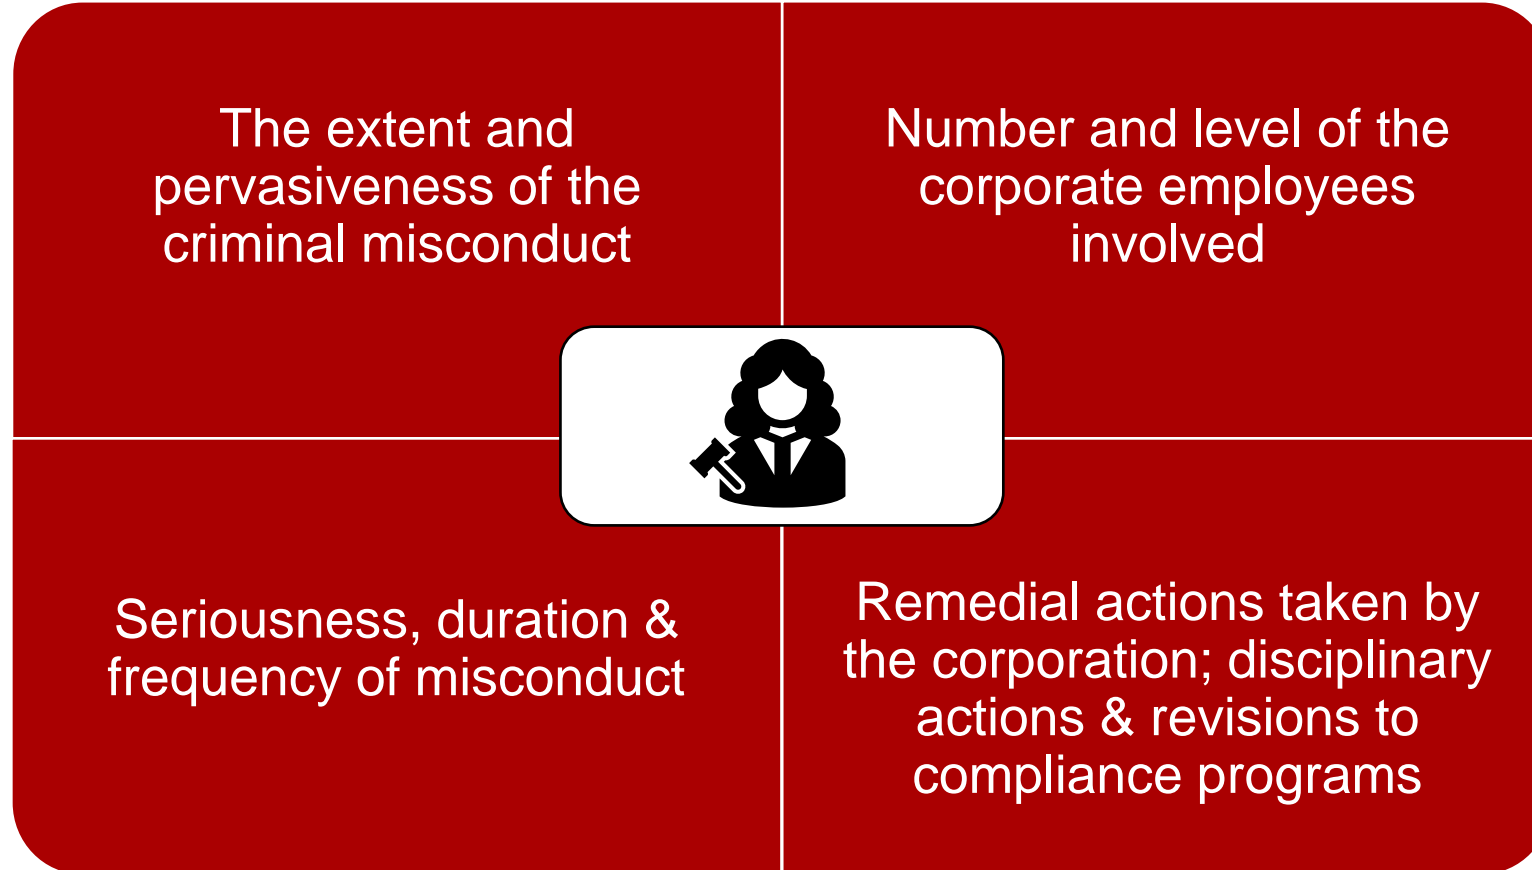 The extent and
pervasiveness of the
criminal misconduct
Number and level of the
corporate employees
involved
Seriousness, duration &
frequency of misconduct
Remedial actions taken by
the corporation; disciplinary
actions & revisions to
compliance programs